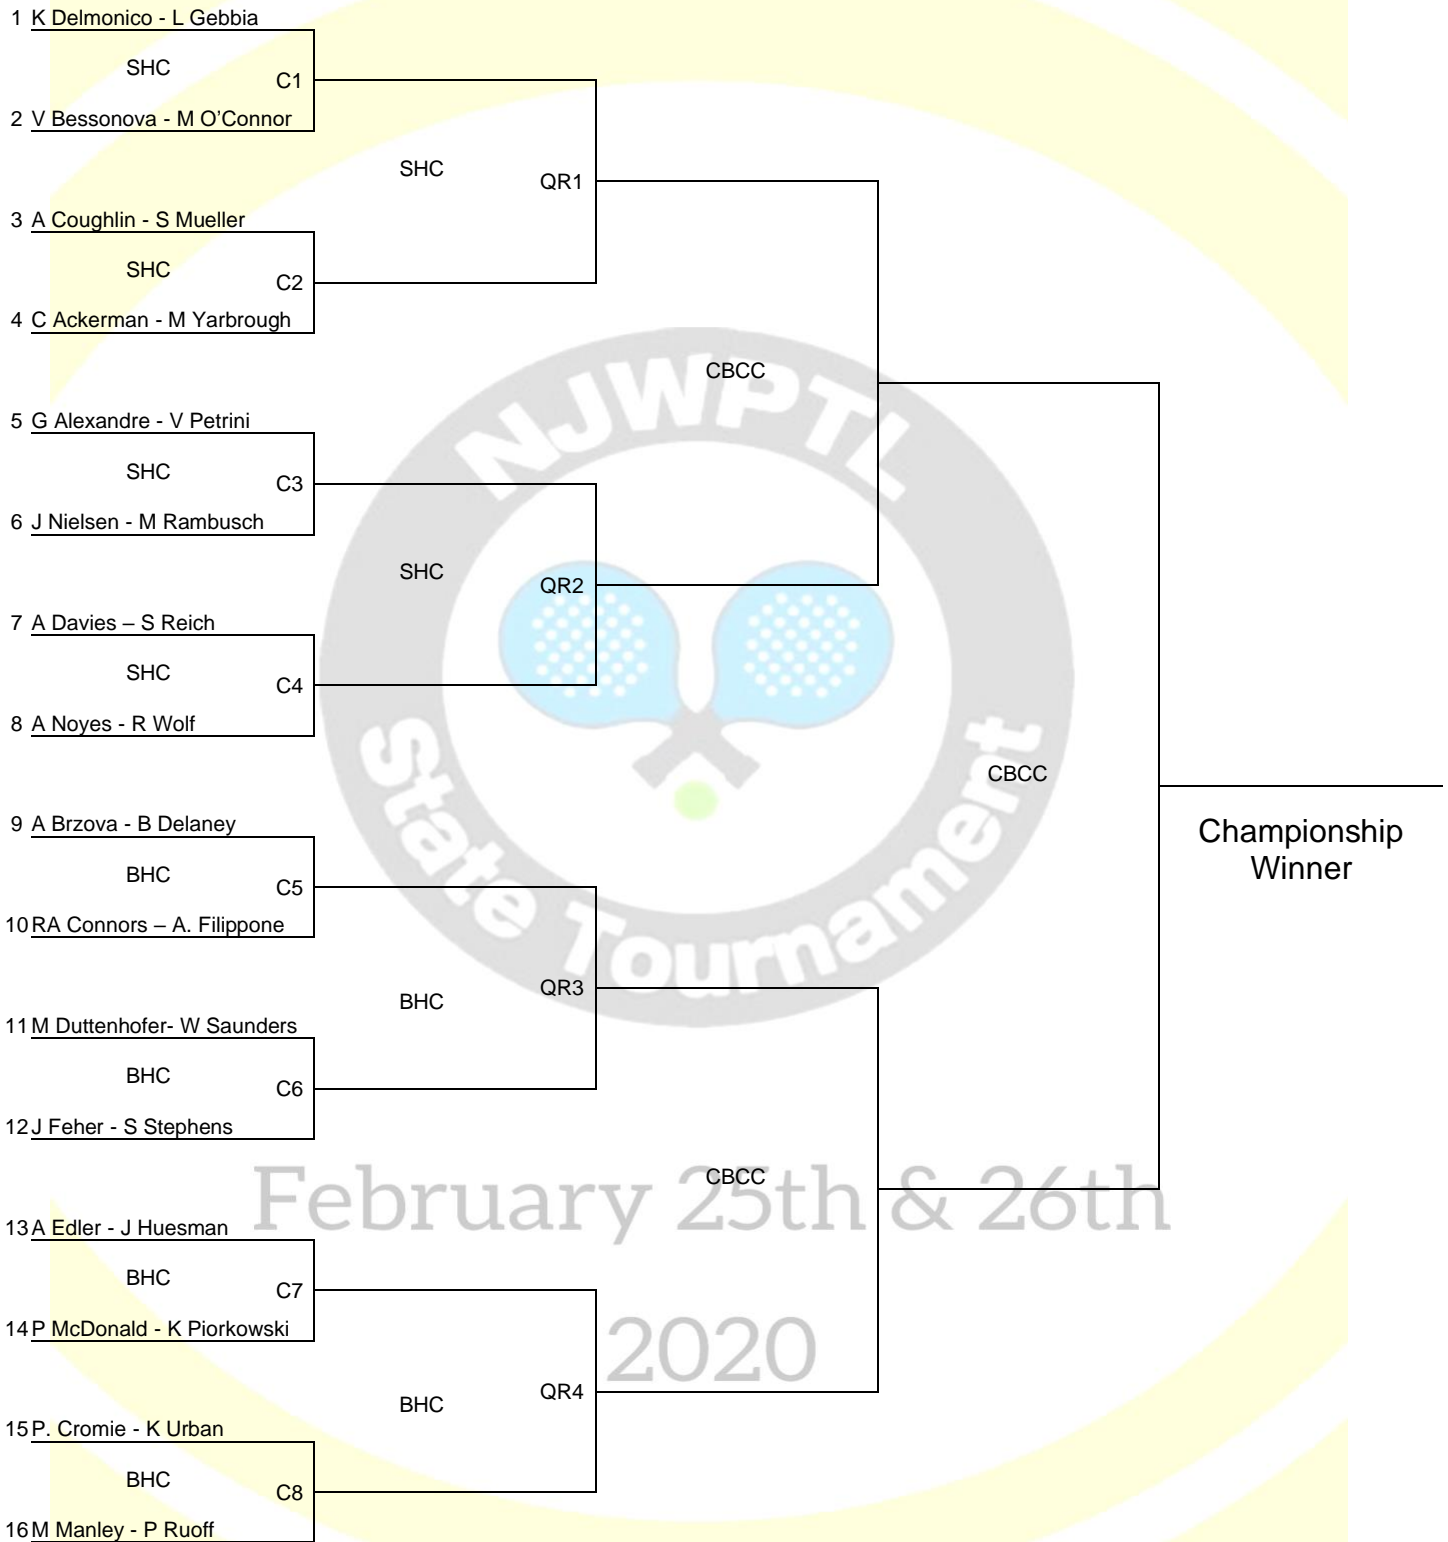 1 K Delmonico - L Gebbia
SHC
C1
2 V Bessonova - M O’Connor
SHC
QR1
3 A Coughlin - S Mueller
SHC
C2
4 C Ackerman - M Yarbrough
CBCC
5 G Alexandre - V Petrini
SHC
C3
6 J Nielsen - M Rambusch
SHC
QR2
7 A Davies – S Reich
SHC
C4
8 A Noyes - R Wolf
CBCC
9 A Brzova - B Delaney
BHC
C5
10 RA Connors – A. Filippone
BHC
QR3
11 M Duttenhofer- W Saunders
BHC
C6
12 J Feher - S Stephens
CBCC
13 A Edler - J Huesman
BHC
C7
14 P McDonald - K Piorkowski
BHC
QR4
15 P. Cromie - K Urban
BHC
C8
16 M Manley - P Ruoff
Championship
Winner
NJWPTL
State Tournament
February 25th & 26th
2020